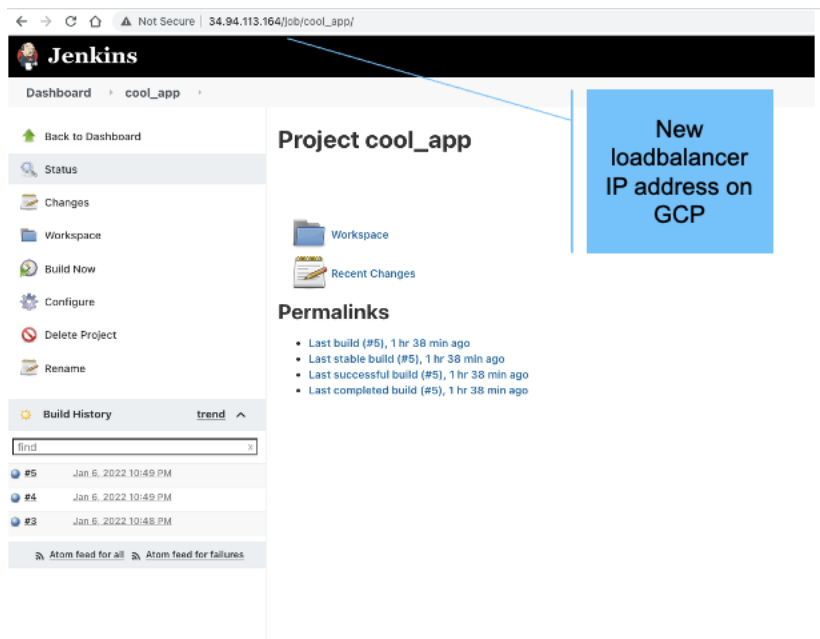 Not Secure 34.94.113.164/job/cool_app/
Jenkins
Dashboard cool_app
Back to Dashboard
Status
Changes
Workspace
Build Now
Configure
Delete Project
Rename
Build History trend
find x
#5 Jan 6, 2022 10:49 PM
#4 Jan 6, 2022 10:49 PM
#3 Jan 6, 2022 10:48 PM
Atom feed for all Atom feed for failures
Project cool_app
Workspace
Recent Changes
Permalinks
Last build (#5), 1 hr 38 min ago
Last stable build (#5), 1 hr 38 min ago
Last successful build (#5), 1 hr 38 min ago
Last completed build (#5), 1 hr 38 min ago
New
loadbalancer
IP address on
GCP